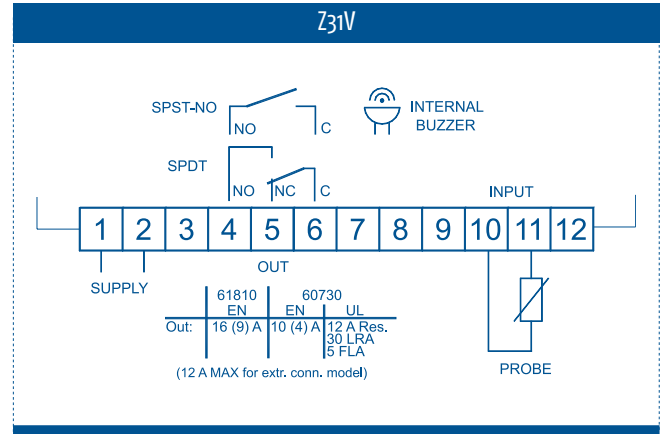 Z31V
SPST-NO
NO
C
INTERNAL
BUZZER
SPDT
NO
NC
C
INPUT
1 2 3 4 5 6 7 8 9 10 11 12
SUPPLY
OUT
61810 60730
EN EN UL
Out: 16 (9) A 10 (4) A 12 A Res.
30 LRA
5 FLA
(12 A MAX for extr. conn. model)
PROBE